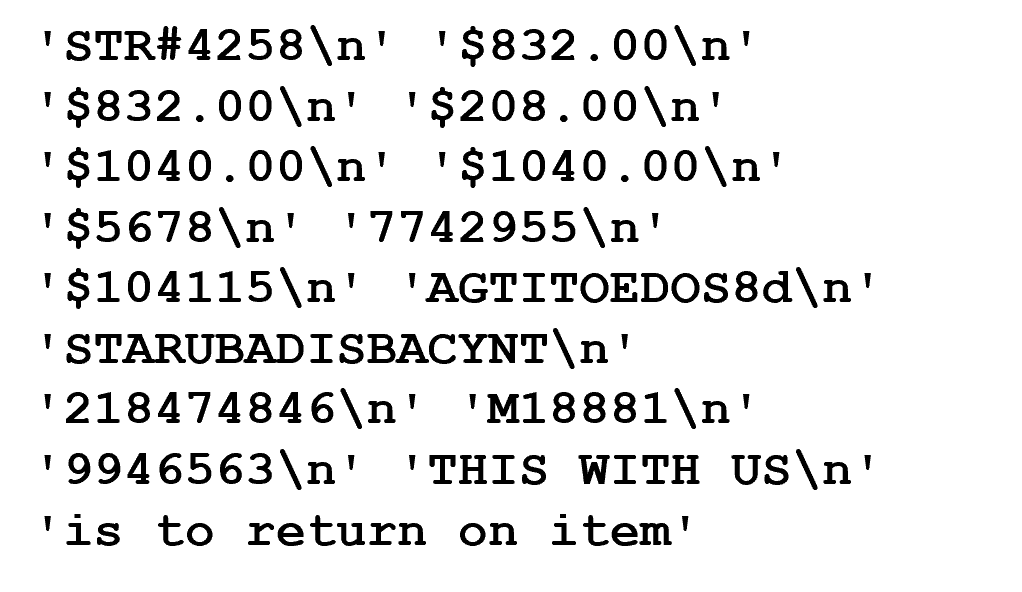 'STR#4258\n' '$832.00\n'
'$832.00\n' '$208.00\n'
'$1040.00\n' '$1040.00\n'
'$5678\n' '7742955\n'
'$104115\n' 'AGTITOEDOS8d\n'
'STARUBADISBACYNT\n'
'218474846\n' 'M18881\n'
'9946563\n' 'THIS WITH US\n'
'is to return on item'